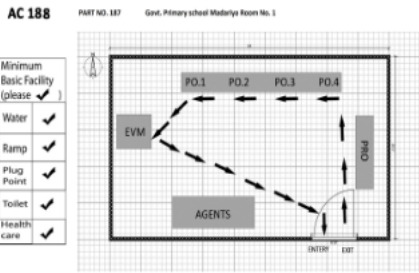 AC 188
PART NO. 187 Govt. Primary school Madariya Room No. 1
Minimum
Basic Facility
(please ✔ )
Water ✔
Ramp ✔
Plug
Point ✔
Toilet ✔
Health
care ✔
PO.1 PO.2 PO.3 PO.4
EVM
PRO
AGENTS
ENTERY EXIT